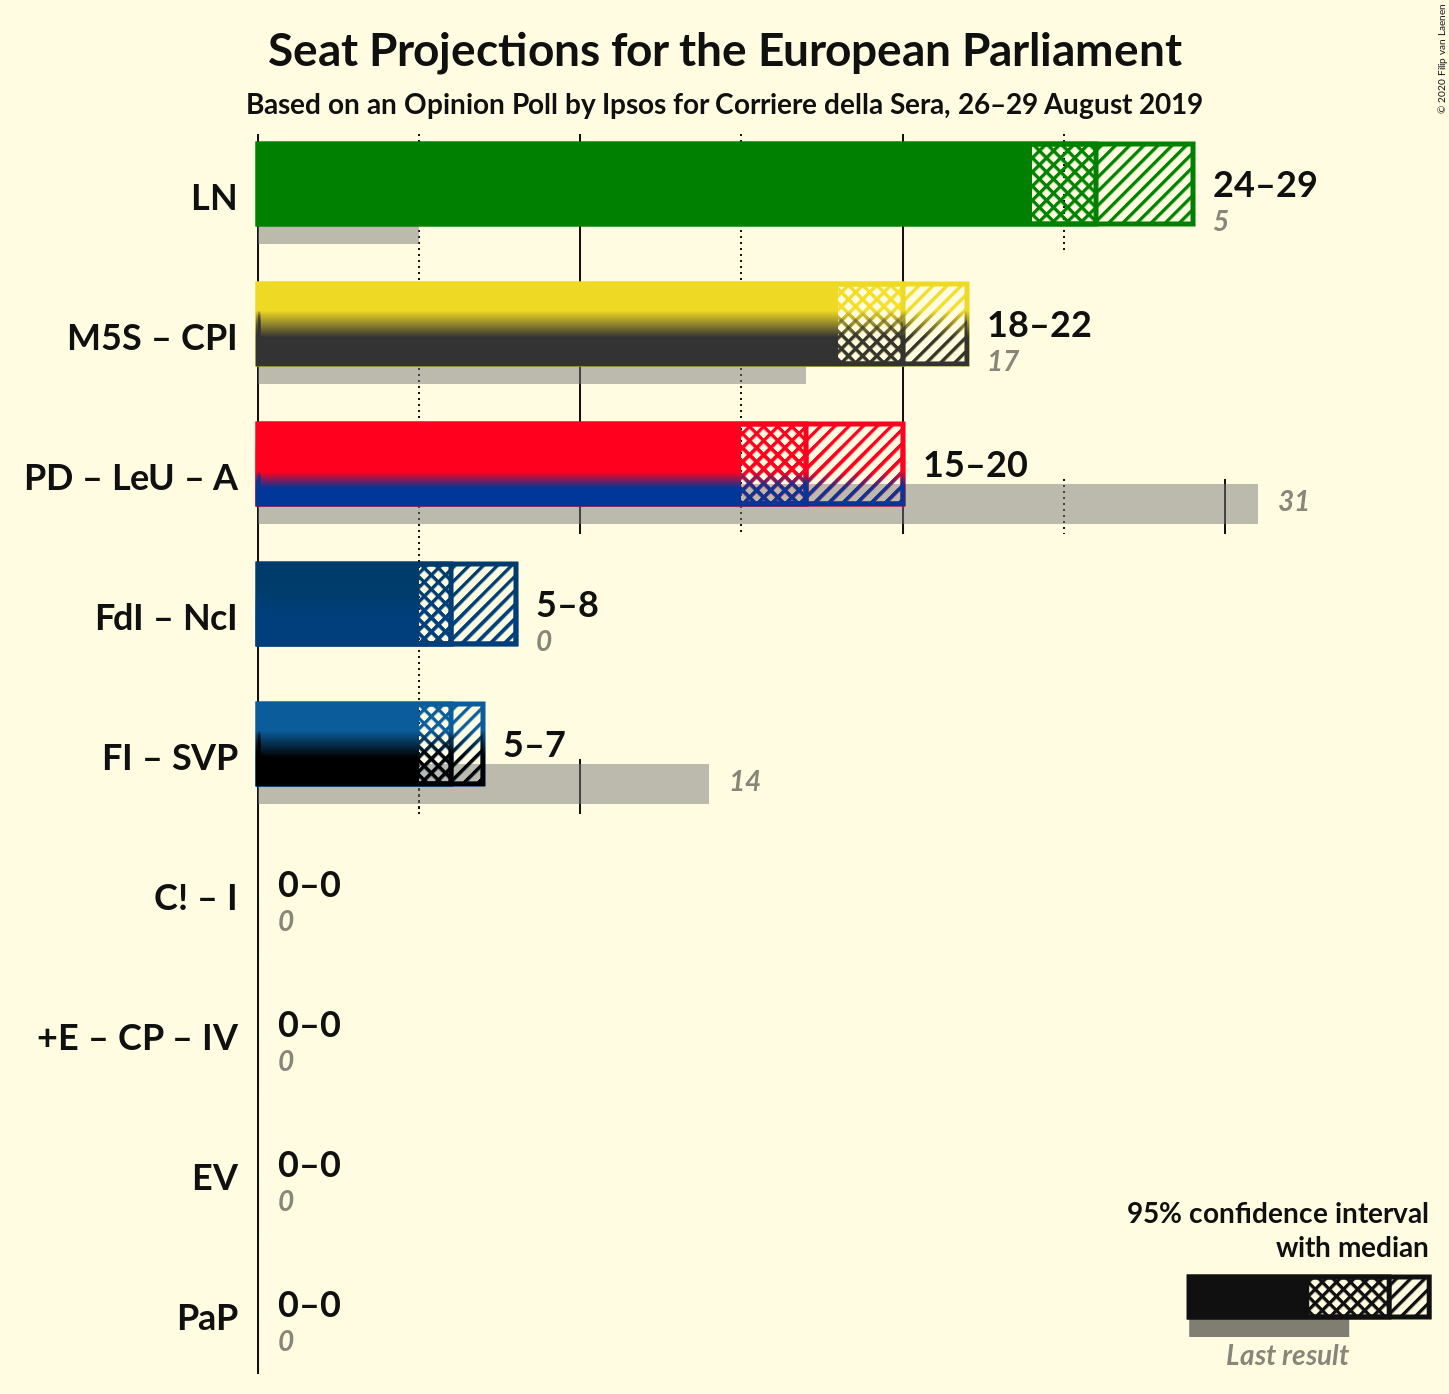 Seat Projections for the European Parliament
Based on an Opinion Poll by Ipsos for Corriere della Sera, 26–29 August 2019
© 2020 Filip van Laenen
LN
24–29
5
M5S – CPI
18–22
17
PD – LeU – A
15–20
31
FdI – NcI
5–8
0
FI – SVP
5–7
14
C! – I
0–0
0
+E – CP – IV
0–0
0
EV
0–0
0
PaP
0–0
0
95% confidence interval
with median
Last result